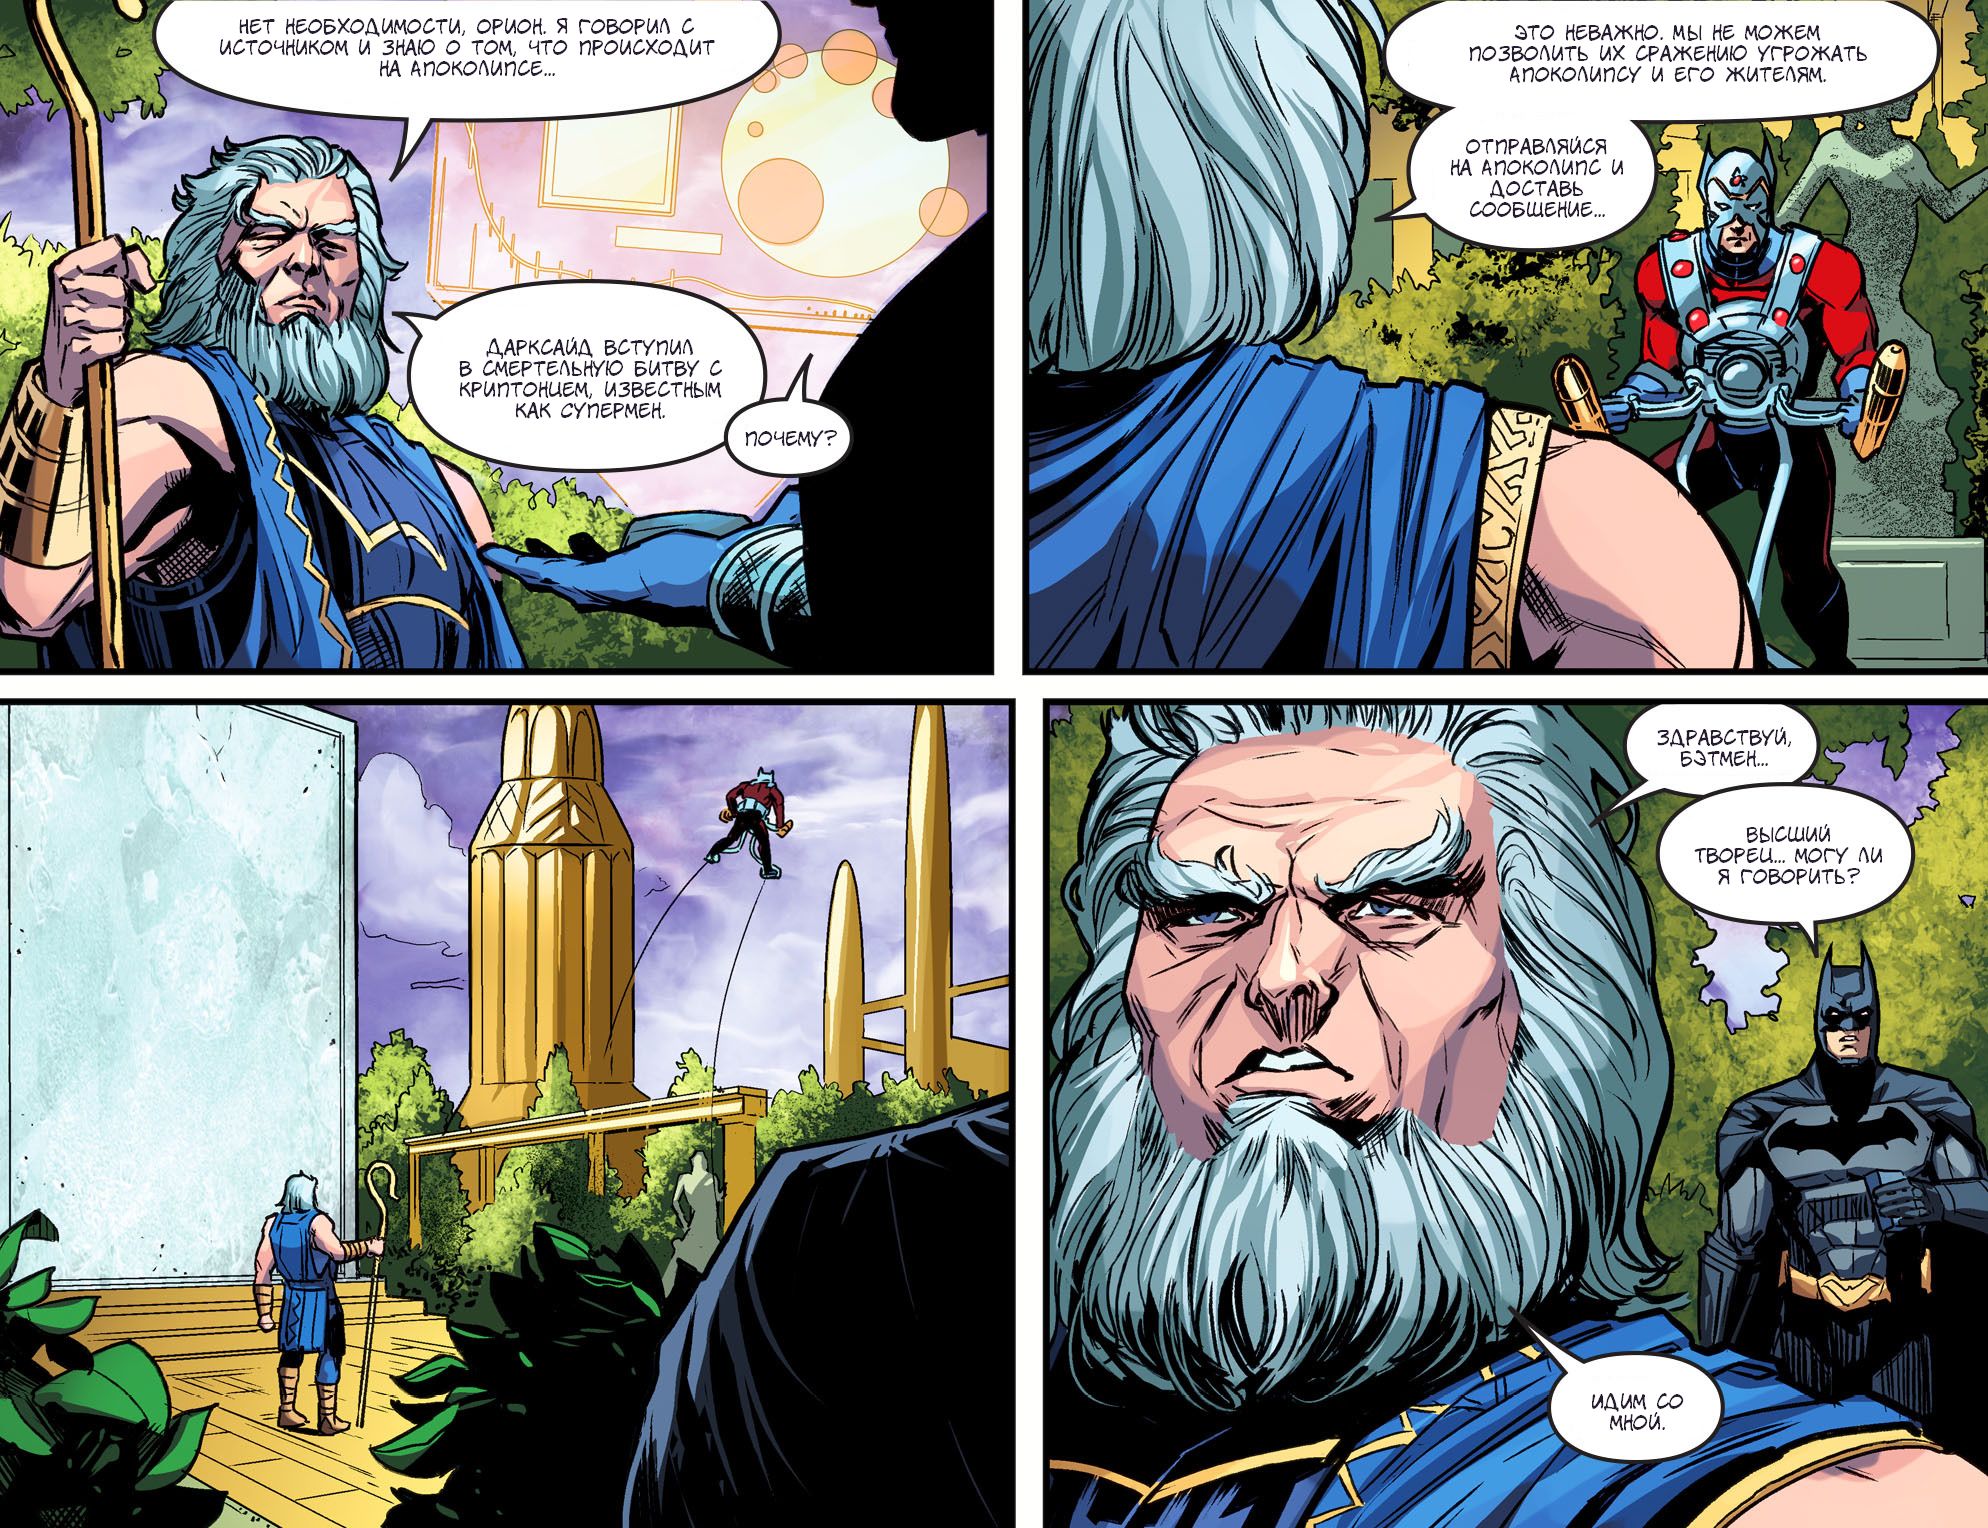 НЕТ НЕОБХОДИМОСТИ, ОРИОН. Я ГОВОРИЛ С
ИСТОЧНИКОМ И ЗНАЮ О ТОМ, ЧТО ПРОИСХОДИТ
НА АПОКОЛИПСЕ...
ДАРКСАЙД ВСТУПИЛ
В СМЕРТЕЛЬНУЮ БИТВУ С
КРИПТОНЦЕМ, ИЗВЕСТНЫМ
КАК СУПЕРМЕН.
ПОЧЕМУ?
ЭТО НЕВАЖНО. МЫ НЕ МОЖЕМ
ПОЗВОЛИТЬ ИХ СРАЖЕНИЮ УГРОЖАТЬ
АПОКОЛИПСУ И ЕГО ЖИТЕЛЯМ.
ОТПРАВЛЯЙСЯ
НА АПОКОЛИПС И
ДОСТАВЬ
СООБЩЕНИЕ...
ЗДРАВСТВУЙ,
БЭТМЕН...
ВЫСШИЙ
ТВОРЕЦ... МОГУ ЛИ
Я ГОВОРИТЬ?
ИДИМ СО
МНОЙ.